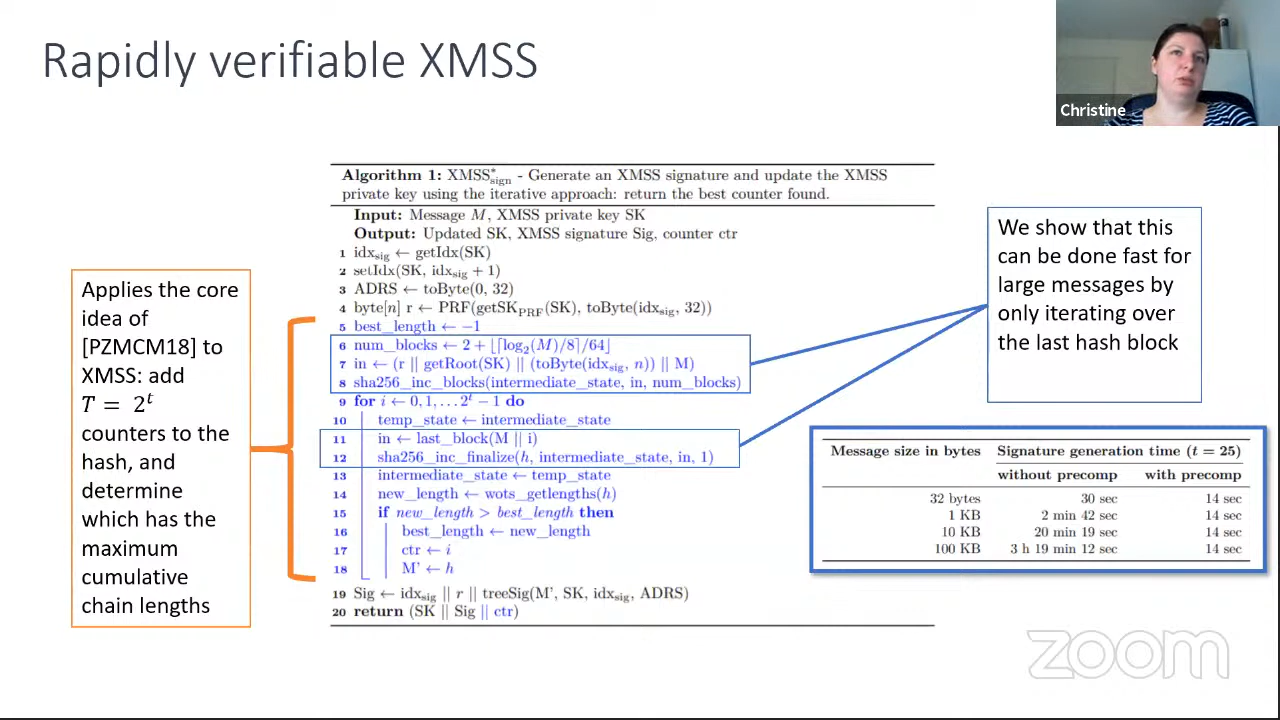 Rapidly verifiable XMSS
Christine
Applies the core
idea of
[PZMCM18] to
XMSS: add
T = 2^t
counters to the
hash, and
determine
which has the
maximum
cumulative
chain lengths
Algorithm 1: XMSS*sign - Generate an XMSS signature and update the XMSS
private key using the iterative approach: return the best counter found.
Input: Message M, XMSS private key SK
Output: Updated SK, XMSS signature Sig, counter ctr
1 idxsig ← getIdx(SK)
2 setIdx(SK, idxsig + 1)
3 ADRS ← toByte(0, 32)
4 byte[n] r ← PRF(getSKPRF(SK), toByte(idxsig, 32))
5 best_length ← −1
6 num_blocks ← 2 + ⌊⌈log2(M)/8⌉/64⌋
7 in ← (r || getRoot(SK) || (toByte(idxsig, n)) || M)
8 sha256_inc_blocks(intermediate_state, in, num_blocks)
9 for i ← 0, 1, . . . 2^t − 1 do
10 temp_state ← intermediate_state
11 in ← last_block(M || i)
12 sha256_inc_finalize(h, intermediate_state, in, 1)
13 intermediate_state ← temp_state
14 new_length ← wots_getlengths(h)
15 if new_length > best_length then
16 best_length ← new_length
17 ctr ← i
18 M' ← h
19 Sig ← idxsig || r || treeSig(M', SK, idxsig, ADRS)
20 return (SK || Sig || ctr)
We show that this
can be done fast for
large messages by
only iterating over
the last hash block
Message size in bytes Signature generation time (t = 25)
without precomp with precomp
32 bytes 30 sec 14 sec
1 KB 2 min 42 sec 14 sec
10 KB 20 min 19 sec 14 sec
100 KB 3 h 19 min 12 sec 14 sec
zoom